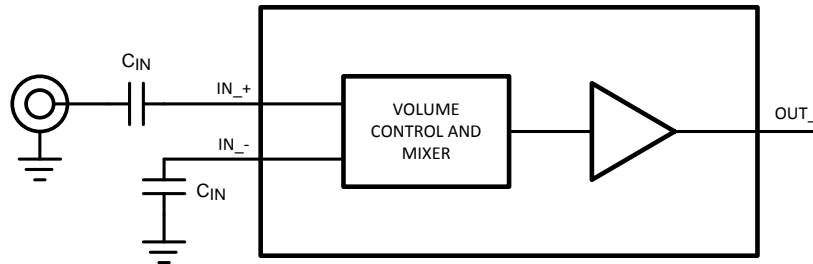 CIN
IN_+
IN_-
CIN
VOLUME
CONTROL AND
MIXER
OUT_